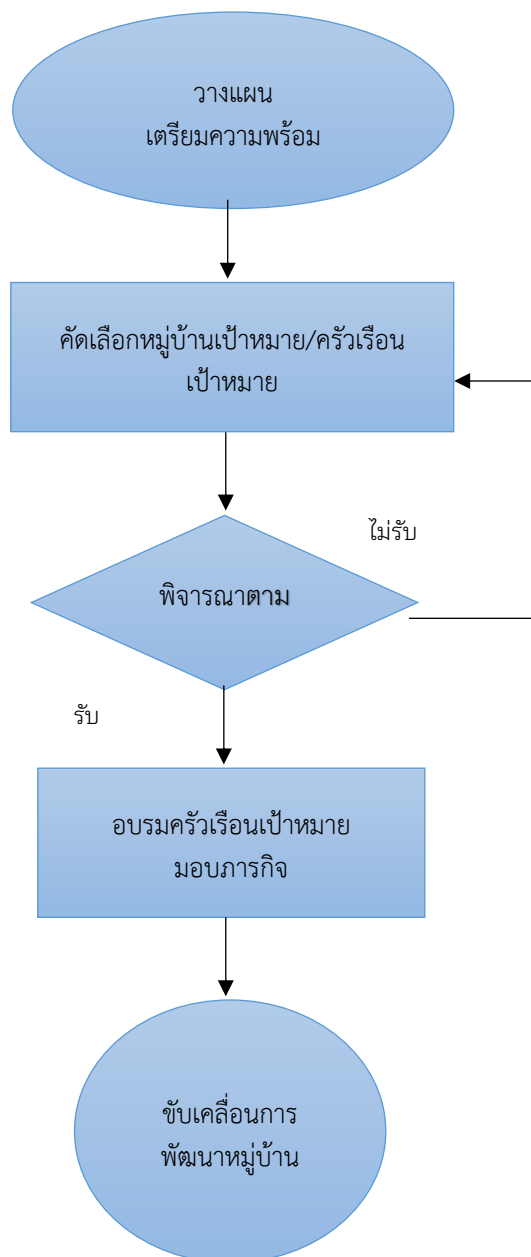 วางแผน
เตรียมความพร้อม
คัดเลือกหมู่บ้านเป้าหมาย/ครัวเรือน
เป้าหมาย
ไม่รับ
พิจารณาตาม
รับ
อบรมครัวเรือนเป้าหมาย
มอบภารกิจ
ขับเคลื่อนการ
พัฒนาหมู่บ้าน